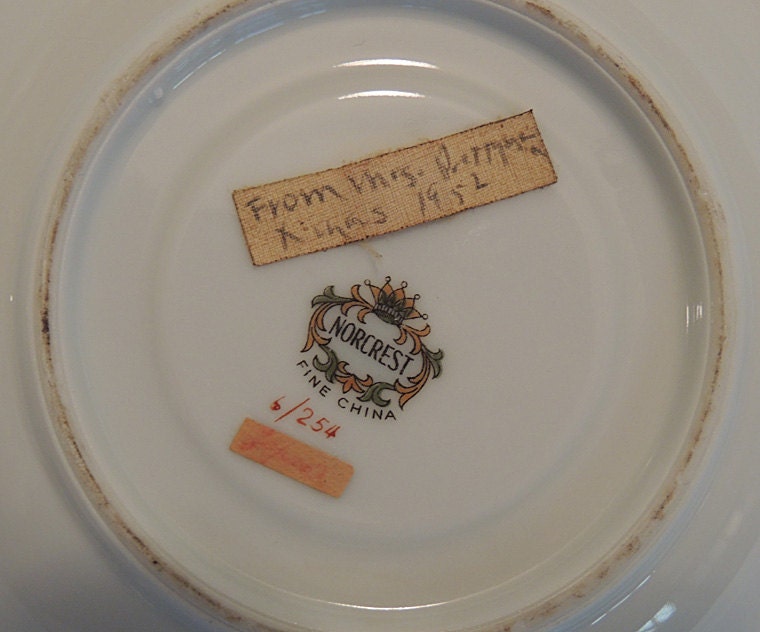 From Mrs.
Xmas 1952
NORCREST
FINE CHINA
6/254